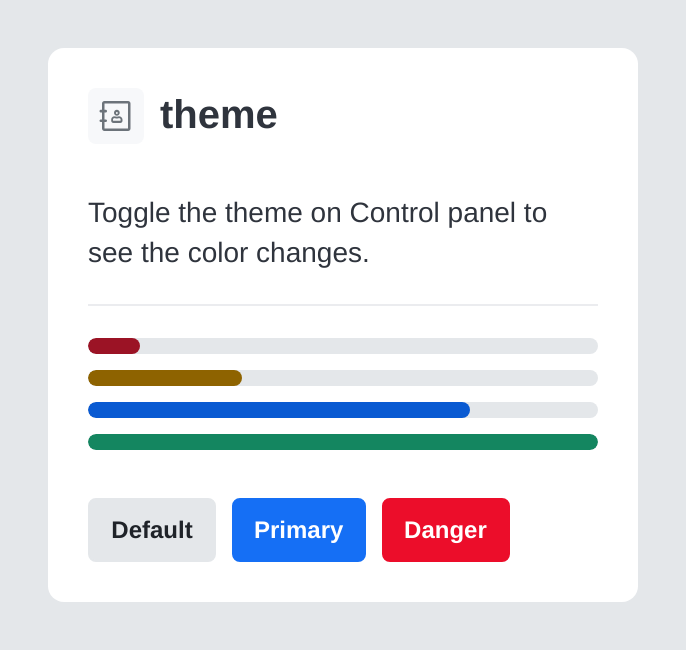 theme
Toggle the theme on Control panel to
see the color changes.
Default
Primary
Danger